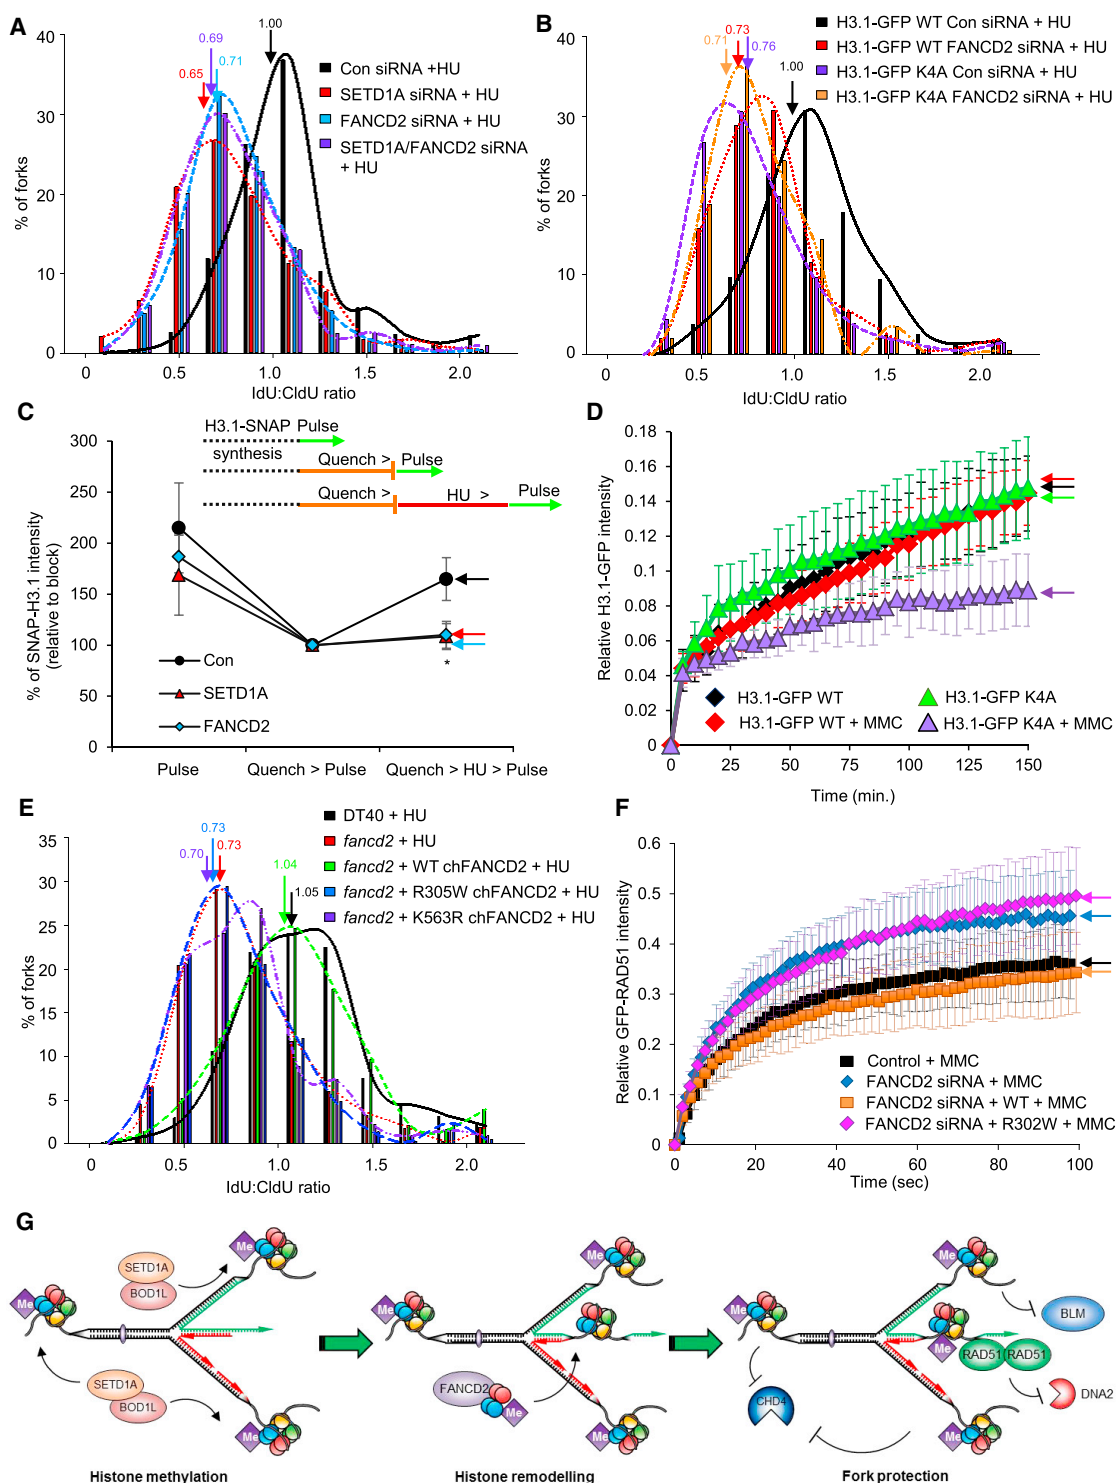 A
1.00
0.69
0.71
0.65
40
30
20
10
0
% of forks
Con siRNA +HU
SETD1A siRNA + HU
FANCD2 siRNA + HU
SETD1A/FANCD2 siRNA
+ HU
0
0.5
1.0
1.5
2.0
IdU:CldU ratio
B
0.71
0.73
0.76
1.00
40
30
20
10
0
% of forks
H3.1-GFP WT Con siRNA + HU
H3.1-GFP WT FANCD2 siRNA + HU
H3.1-GFP K4A Con siRNA + HU
H3.1-GFP K4A FANCD2 siRNA + HU
0
0.5
1.0
1.5
2.0
IdU:CldU ratio
C
H3.1-SNAP
synthesis
Pulse
Quench >
Pulse
Quench >
HU >
Pulse
300
250
200
150
100
50
0
% of SNAP-H3.1 intensity
(relative to block)
Con
SETD1A
FANCD2
*
Pulse
Quench > Pulse
Quench > HU > Pulse
D
0.18
0.16
0.14
0.12
0.10
0.08
0.06
0.04
0.02
0
Relative H3.1-GFP intensity
H3.1-GFP WT
H3.1-GFP K4A
H3.1-GFP WT + MMC
H3.1-GFP K4A + MMC
0
25
50
75
100
125
150
Time (min.)
E
0.73
0.70
0.73
1.04
1.05
35
30
25
20
15
10
5
0
% of forks
DT40 + HU
fancd2 + HU
fancd2 + WT chFANCD2 + HU
fancd2 + R305W chFANCD2 + HU
fancd2 + K563R chFANCD2 + HU
0
0.5
1.0
1.5
2.0
IdU:CldU ratio
F
0.6
0.5
0.4
0.3
0.2
0.1
0
Relative GFP-RAD51 intensity
Control + MMC
FANCD2 siRNA + MMC
FANCD2 siRNA + WT + MMC
FANCD2 siRNA + R302W + MMC
0
20
40
60
80
100
Time (sec)
G
Me
SETD1A
BOD1L
Me
SETD1A
BOD1L
Me
Histone methylation
Me
Me
FANCD2
Me
Me
Histone remodelling
Me
Me
BLM
Me
RAD51
RAD51
DNA2
CHD4
Me
Fork protection